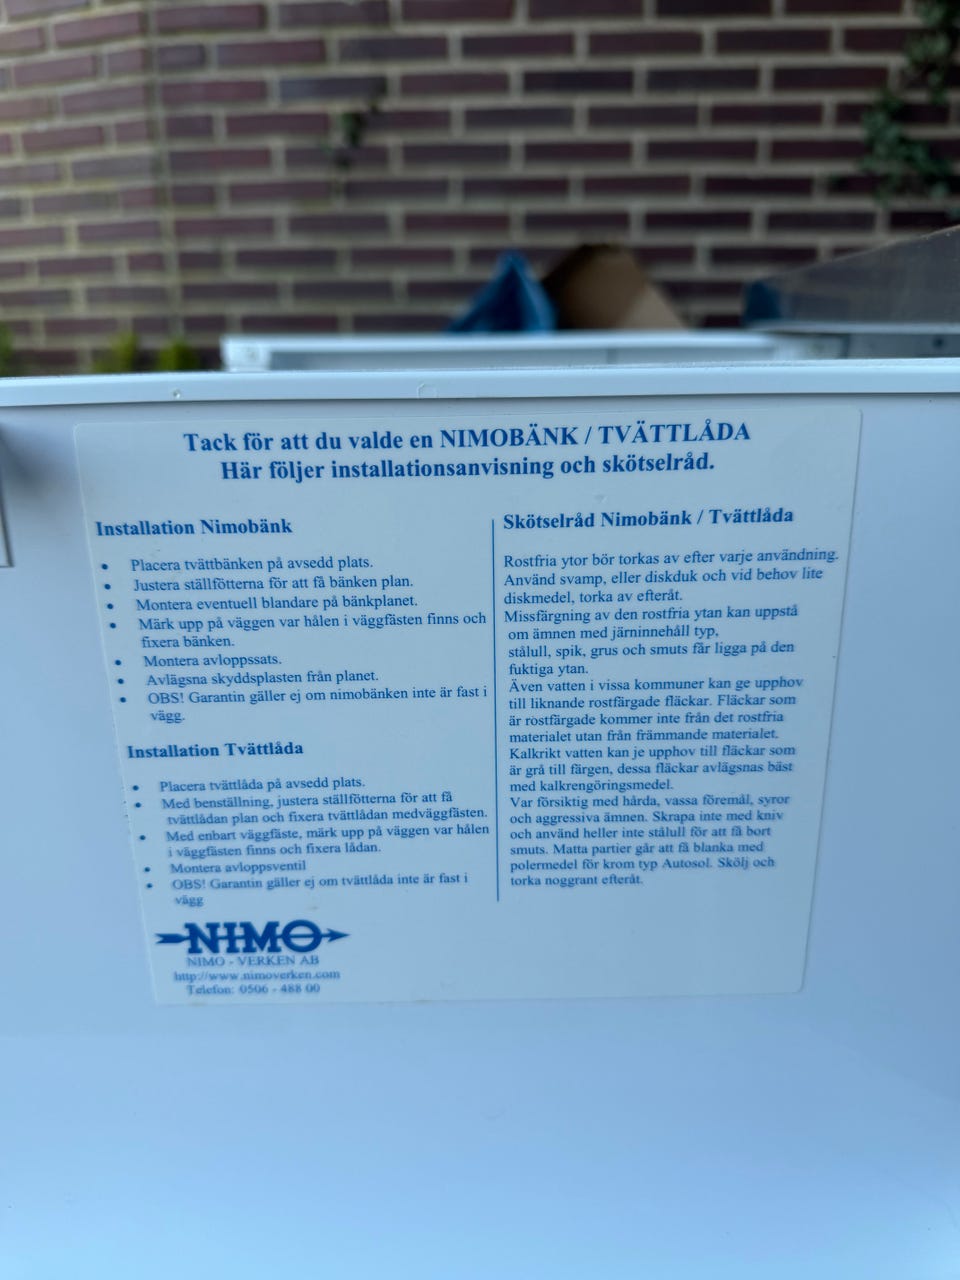 Tack för att du valde en NIMOBÄNK / TVÄTTLÅDA
Här följer installationsanvisning och skötselråd.
Installation Nimobänk
• Placera tvättbänken på avsedd plats.
• Justera ställfötterna för att få bänken plan.
• Montera eventuell blandare på bänkplanet.
• Märk upp på väggen var hålen i väggfästen finns och
fixera bänken.
• Montera avloppssats.
• Avlägsna skyddsplasten från planet.
• OBS! Garantin gäller ej om nimobänken inte är fast i
vägg.
Installation Tvättlåda
• Placera tvättlåda på avsedd plats.
• Med benställning, justera ställfötterna för att få
tvättlådan plan och fixera tvättlådan medväggfästen.
• Med enbart väggfäste, märk upp på väggen var hålen
i väggfästen finns och fixera lådan.
• Montera avloppsventil
• OBS! Garantin gäller ej om tvättlåda inte är fast i
vägg
NIMO
NIMO - VERKEN AB
http://www.nimoverken.com
Telefon: 0506 - 488 00
Skötselråd Nimobänk / Tvättlåda
Rostfria ytor bör torkas av efter varje användning.
Använd svamp, eller diskduk och vid behov lite
diskmedel, torka av efteråt.
Missfärgning av den rostfria ytan kan uppstå
om ämnen med järninnehåll typ,
stålull, spik, grus och smuts får ligga på den
fuktiga ytan.
Även vatten i vissa kommuner kan ge upphov
till liknande rostfärgade fläckar. Fläckar som
är rostfärgade kommer inte från det rostfria
materialet utan från främmande materialet.
Kalkrikt vatten kan je upphov till fläckar som
är grå till färgen, dessa fläckar avlägsnas bäst
med kalkrengöringsmedel.
Var försiktig med hårda, vassa föremål, syror
och aggressiva ämnen. Skrapa inte med kniv
och använd heller inte stålull för att få bort
smuts. Matta partier går att få blanka med
polermedel för krom typ Autosol. Skölj och
torka noggrant efteråt.